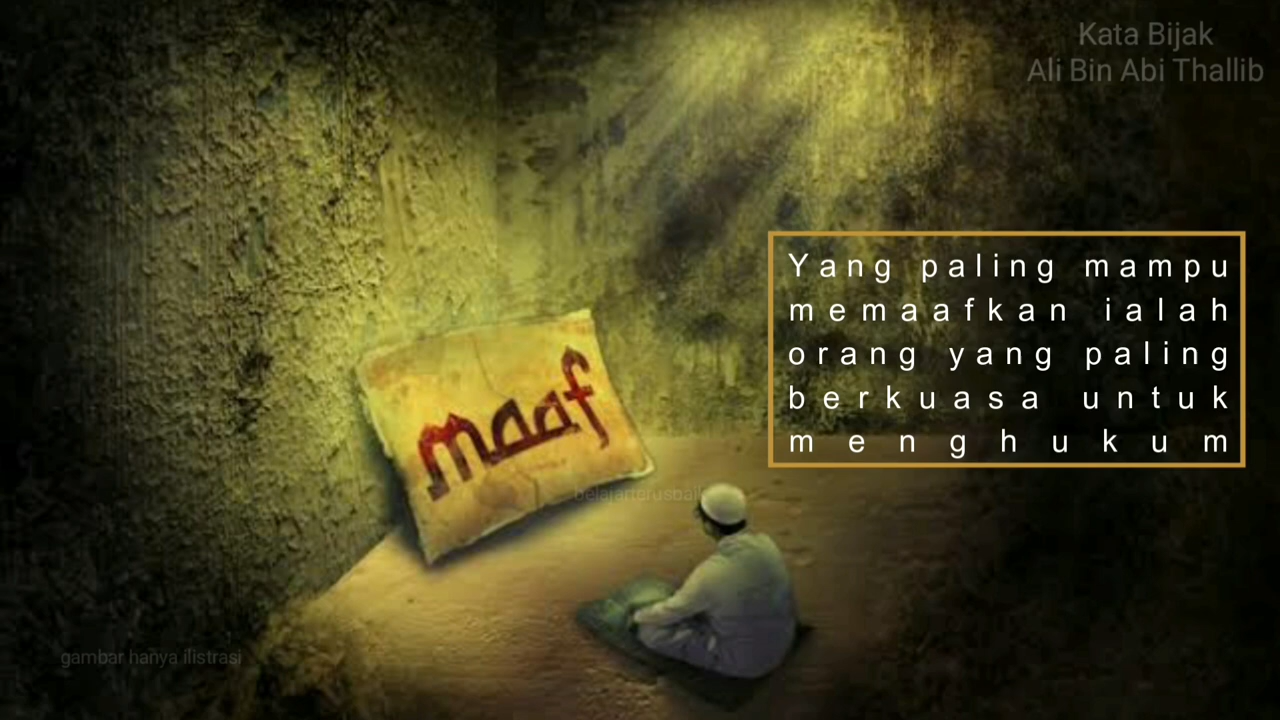 Kata Bijak
Ali Bin Abi Thallib
Yang paling mampu
memaafkan ialah
orang yang paling
berkuasa untuk
menghukum
maaf
belajarterusbaik
gambar hanya ilistrasi